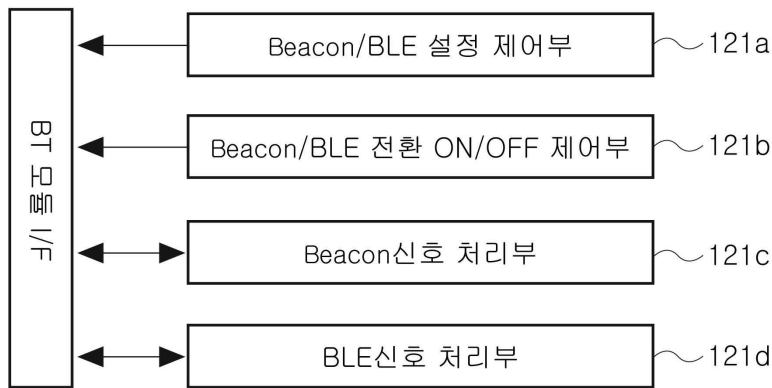 BT 모듈 I/F
Beacon/BLE 설정 제어부
121a
Beacon/BLE 전환 ON/OFF 제어부
121b
Beacon신호 처리부
121c
BLE신호 처리부
121d